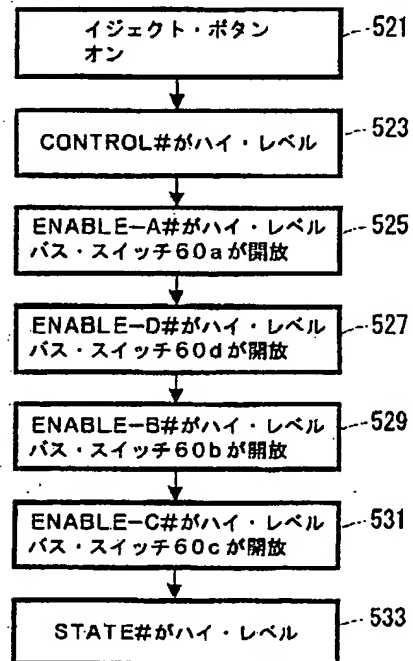 イジェクト・ボタン
オン
521
CONTROL#がハイ・レベル
523
ENABLE-A#がハイ・レベル
バス・スイッチ60aが開放
525
ENABLE-D#がハイ・レベル
バス・スイッチ60dが開放
527
ENABLE-B#がハイ・レベル
バス・スイッチ60bが開放
529
ENABLE-C#がハイ・レベル
バス・スイッチ60cが開放
531
STATE#がハイ・レベル
533